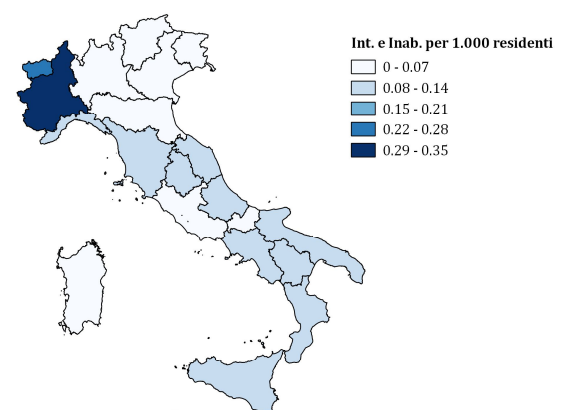 Int. e Inab. per 1.000 residenti
0 - 0.07
0.08 - 0.14
0.15 - 0.21
0.22 - 0.28
0.29 - 0.35